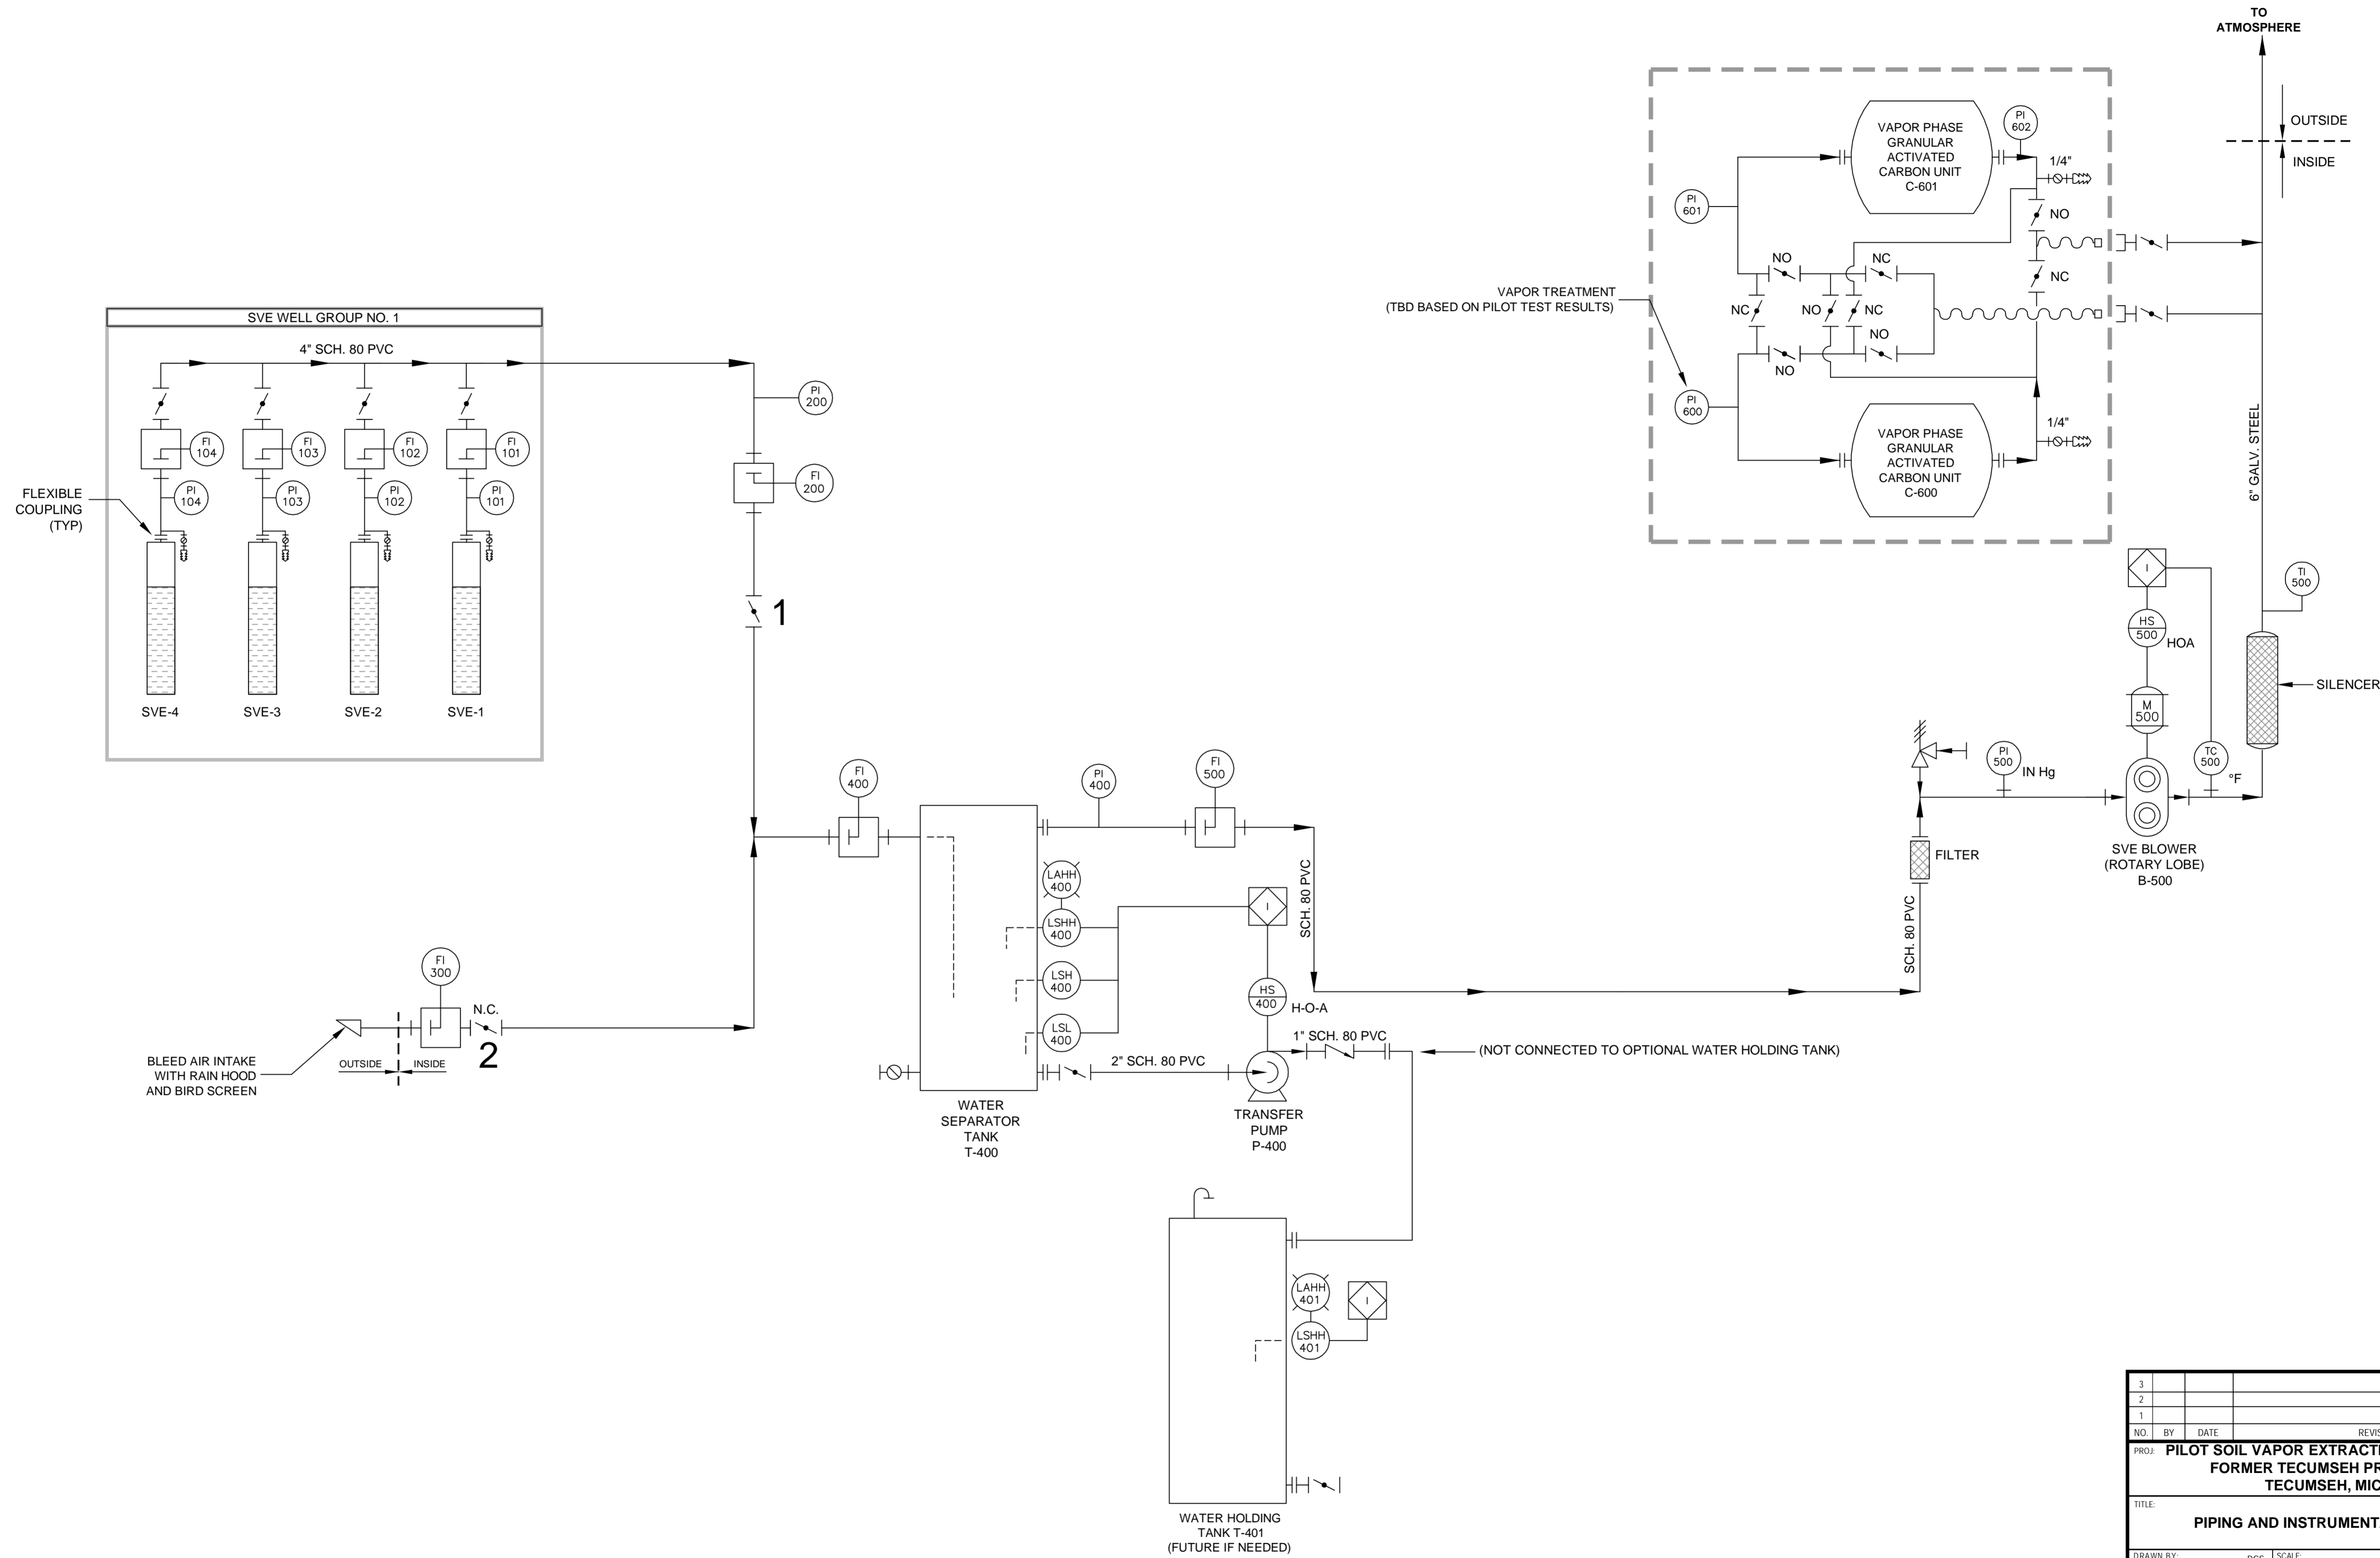 TO
ATMOSPHERE
OUTSIDE
INSIDE
VAPOR PHASE
GRANULAR
ACTIVATED
CARBON UNIT
C-601
PI
602
1/4"
PI
601
NO
NO
NC
NC
NC
NO
NC
NO
NO
VAPOR TREATMENT
(TBD BASED ON PILOT TEST RESULTS)
PI
600
VAPOR PHASE
GRANULAR
ACTIVATED
CARBON UNIT
C-600
1/4"
6" GALV. STEEL
SVE WELL GROUP NO. 1
4" SCH. 80 PVC
FI
104
FI
103
FI
102
FI
101
PI
104
PI
103
PI
102
PI
101
FLEXIBLE
COUPLING
(TYP)
SVE-4
SVE-3
SVE-2
SVE-1
PI
200
FI
200
1
I
TI
500
HS
500
HOA
M
500
SILENCER
FI
400
PI
400
FI
500
PI
500
IN Hg
TC
500
°F
FILTER
SVE BLOWER
(ROTARY LOBE)
B-500
SCH. 80 PVC
SCH. 80 PVC
LAHH
400
LSHH
400
LSH
400
LSL
400
I
HS
400
H-O-A
FI
300
N.C.
2
BLEED AIR INTAKE
WITH RAIN HOOD
AND BIRD SCREEN
OUTSIDE
INSIDE
1" SCH. 80 PVC
(NOT CONNECTED TO OPTIONAL WATER HOLDING TANK)
2" SCH. 80 PVC
WATER
SEPARATOR
TANK
T-400
TRANSFER
PUMP
P-400
LAHH
401
LSHH
401
I
WATER HOLDING
TANK T-401
(FUTURE IF NEEDED)
3
2
1
NO. BY DATE REVIS
PROJ: PILOT SOIL VAPOR EXTRACT
FORMER TECUMSEH PR
TECUMSEH, MIC
TITLE:
PIPING AND INSTRUMENT
DRAWN BY: SCALE: